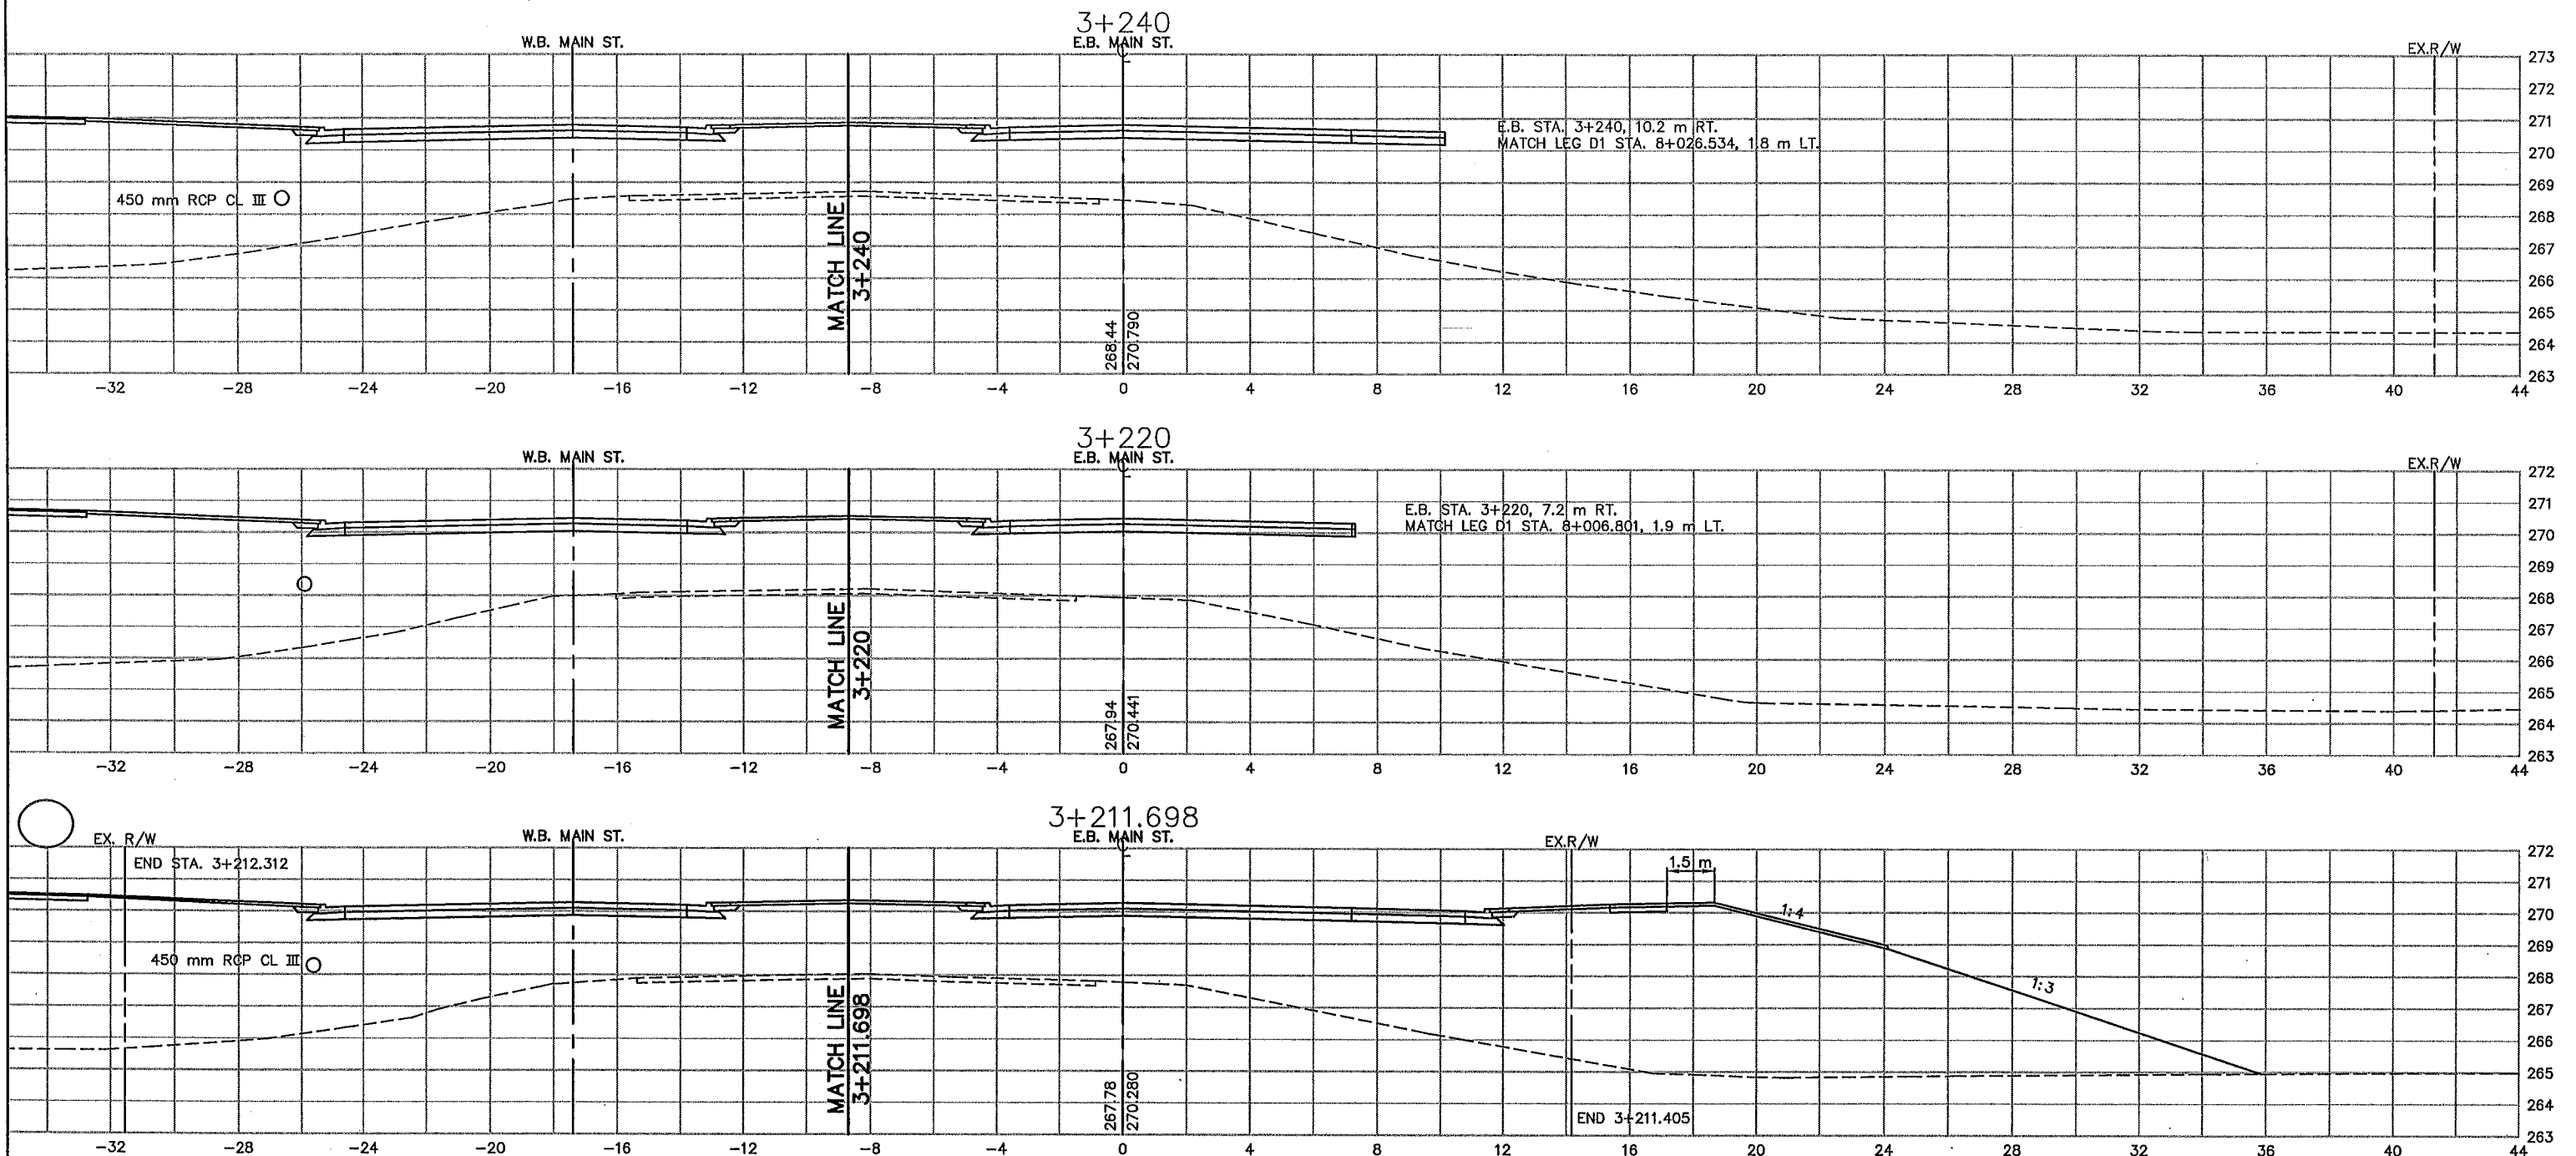 3+240
W.B. MAIN ST.
E.B. MAIN ST.
EX.R/W
273
272
271
270
269
268
267
266
265
264
263
E.B. STA. 3+240, 10.2 m RT.
MATCH LEG D1 STA. 8+026.534, 1.8 m LT.
450 mm RCP CL III
MATCH LINE
3+240
268.44
270.790
-32 -28 -24 -20 -16 -12 -8 -4 0 4 8 12 16 20 24 28 32 36 40 44
3+220
W.B. MAIN ST.
E.B. MAIN ST.
EX.R/W
272
271
270
269
268
267
266
265
264
263
E.B. STA. 3+220, 7.2 m RT.
MATCH LEG D1 STA. 8+006.801, 1.9 m LT.
MATCH LINE
3+220
267.94
270.441
-32 -28 -24 -20 -16 -12 -8 -4 0 4 8 12 16 20 24 28 32 36 40 44
3+211.698
EX. R/W
W.B. MAIN ST.
E.B. MAIN ST.
EX.R/W
END STA. 3+212.312
1.5 m
272
271
270
269
268
267
266
265
264
263
1:4
450 mm RCP CL III
1:3
MATCH LINE
3+211.698
267.78
270.280
END 3+211.405
-32 -28 -24 -20 -16 -12 -8 -4 0 4 8 12 16 20 24 28 32 36 40 44